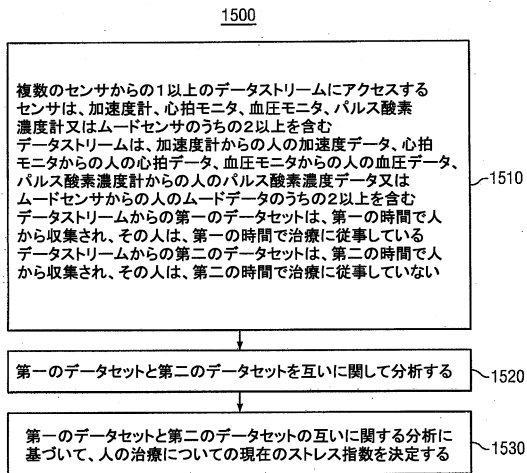 1500
複数のセンサからの1以上のデータストリームにアクセスする
センサは、加速度計、心拍モニタ、血圧モニタ、パルス酸素
濃度計又はムードセンサのうちの2以上を含む
データストリームは、加速度計からの人の加速度データ、心拍
モニタからの人の心拍データ、血圧モニタからの人の血圧データ、
パルス酸素濃度計からの人のパルス酸素濃度データ又は
ムードセンサからの人のムードデータのうちの2以上を含む
データストリームからの第一のデータセットは、第一の時間で人
から収集され、その人は、第一の時間で治療に従事している
データストリームからの第二のデータセットは、第二の時間で人
から収集され、その人は、第二の時間で治療に従事していない
1510
第一のデータセットと第二のデータセットを互いに関して分析する
1520
第一のデータセットと第二のデータセットの互いに関する分析に
基づいて、人の治療についての現在のストレス指数を決定する
1530